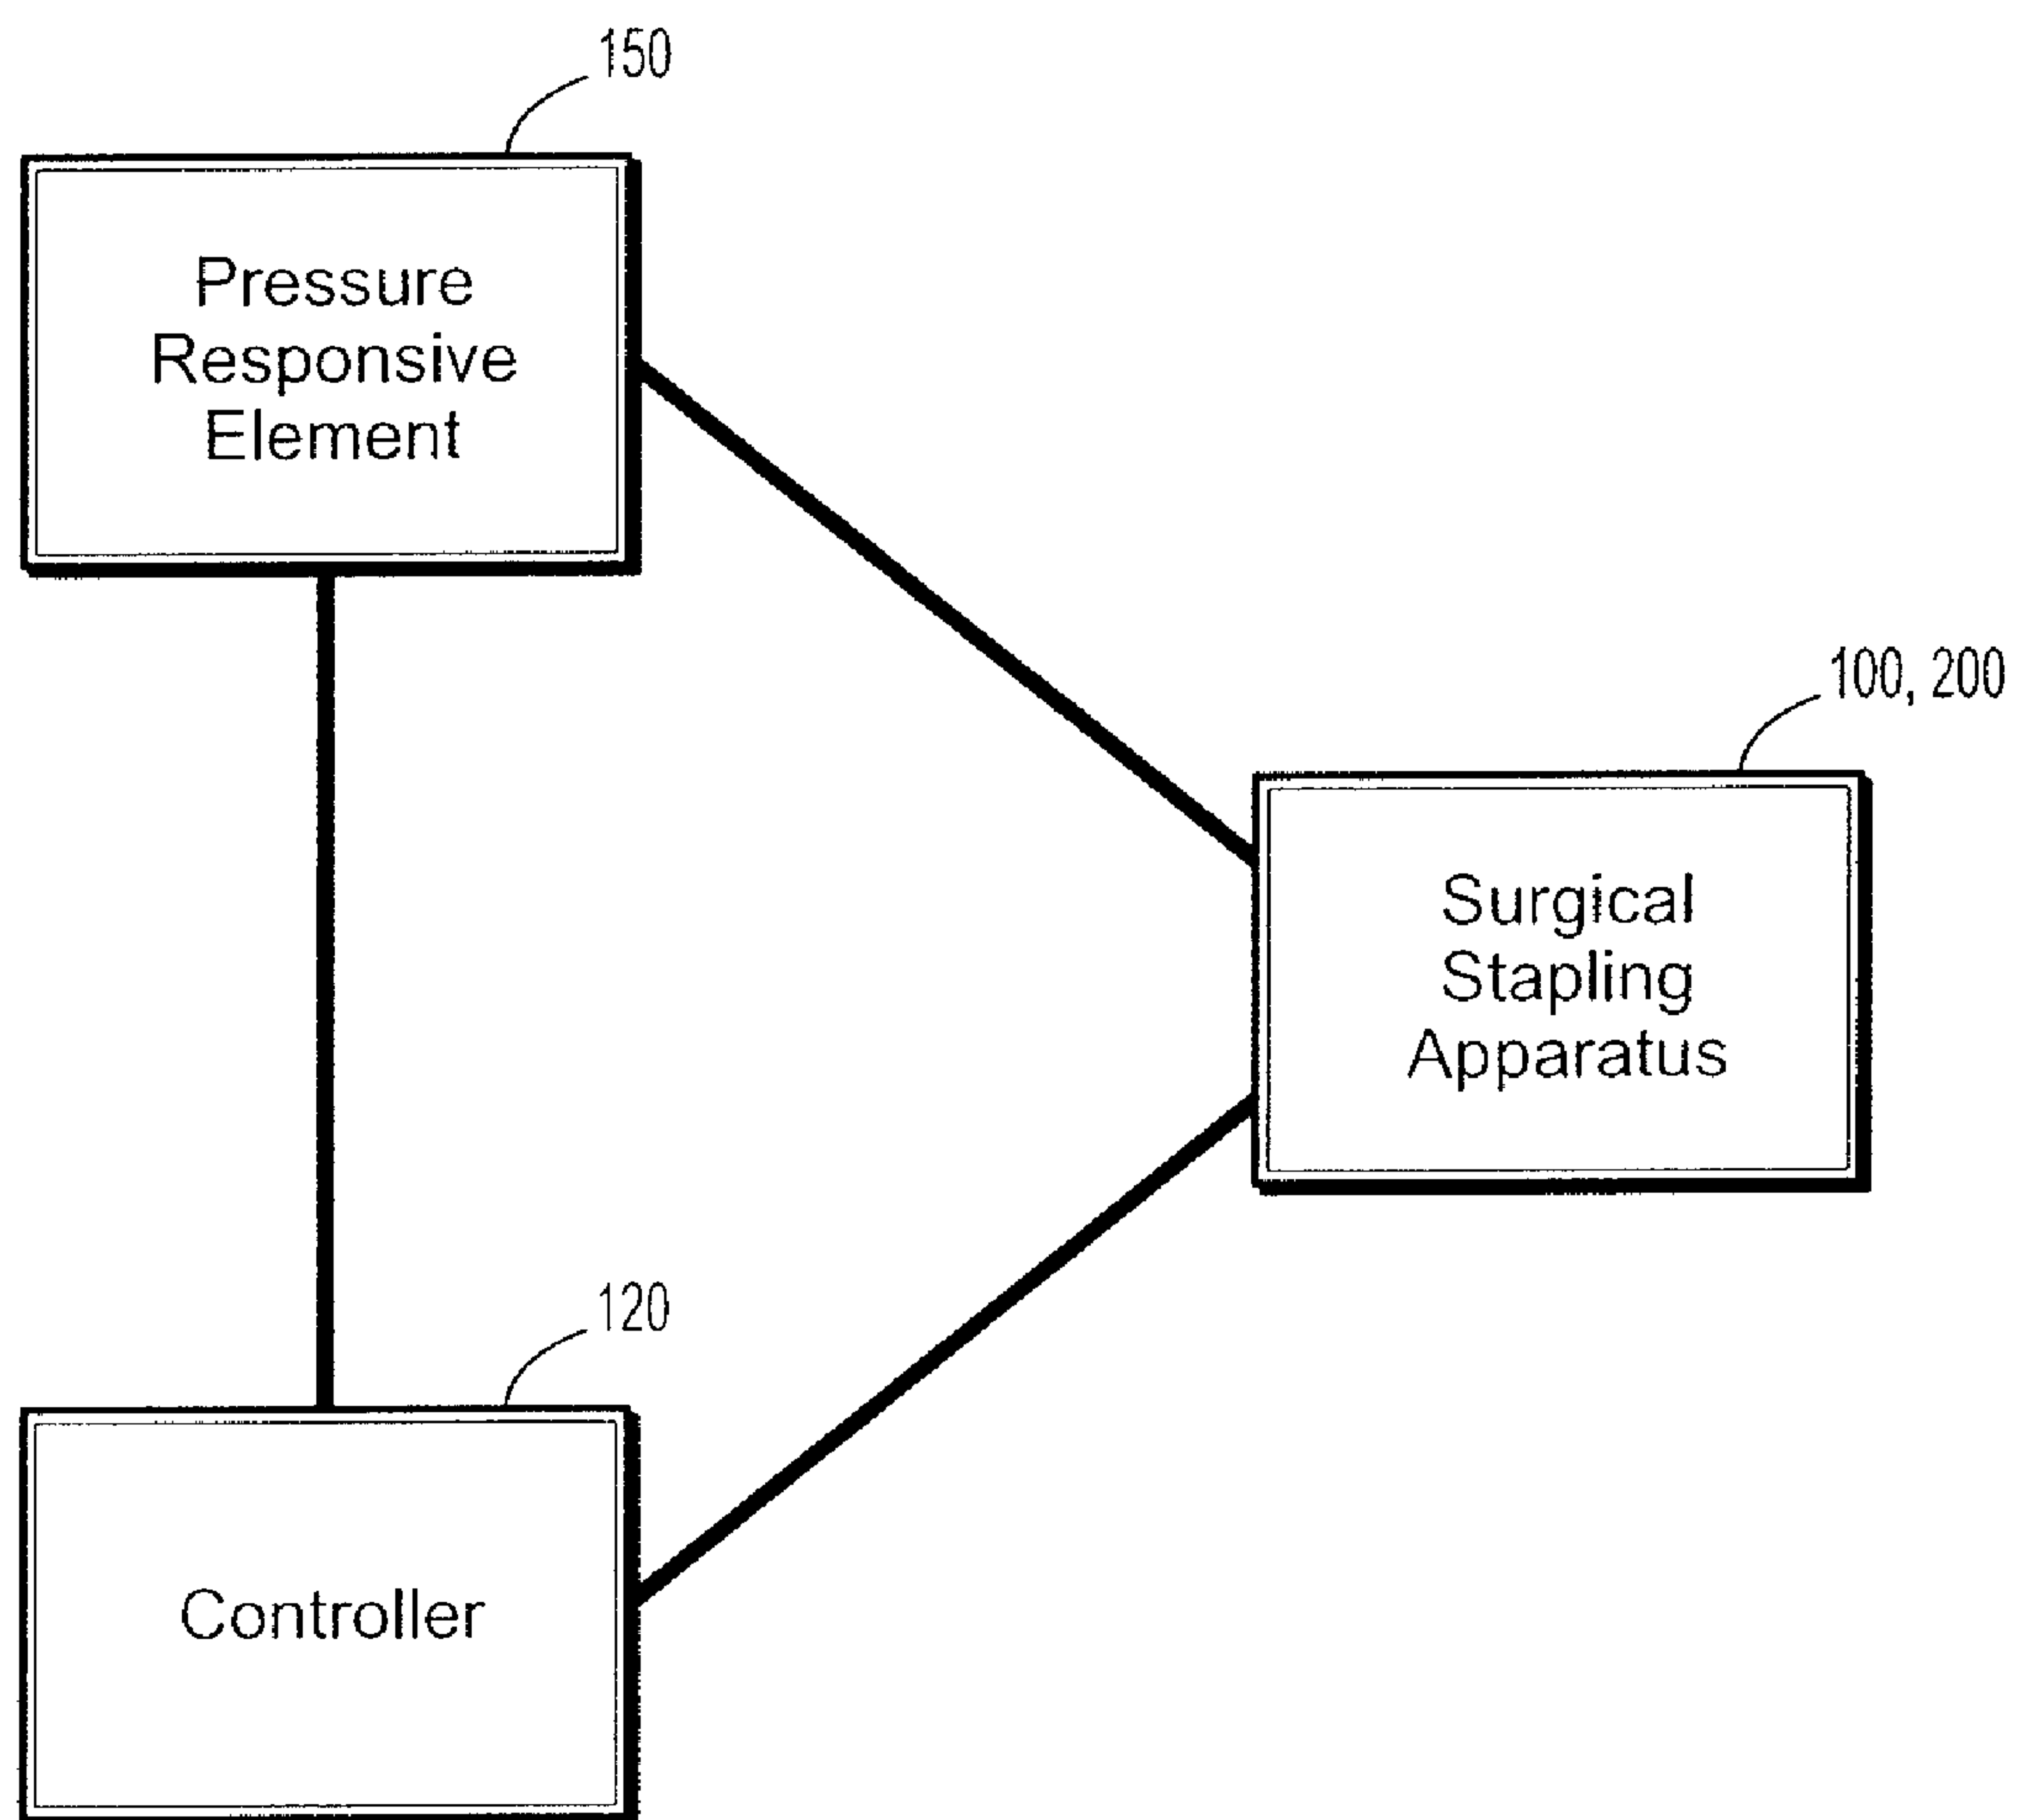 150
Pressure
Responsive
Element
100, 200
Surgical
Stapling
Apparatus
120
Controller